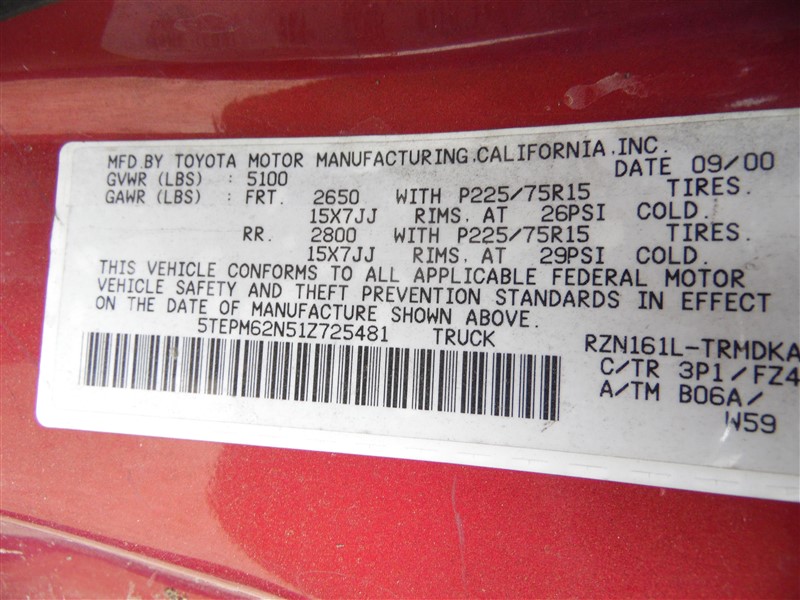 MFD.BY TOYOTA MOTOR MANUFACTURING.CALIFORNIA.INC.
DATE 09/00
GVWR (LBS) : 5100
GAWR (LBS) : FRT. 2650 WITH P225/75R15 TIRES.
15X7JJ RIMS. AT 26PSI COLD.
RR. 2800 WITH P225/75R15 TIRES.
15X7JJ RIMS. AT 29PSI COLD.
THIS VEHICLE CONFORMS TO ALL APPLICABLE FEDERAL MOTOR
VEHICLE SAFETY AND THEFT PREVENTION STANDARDS IN EFFECT
ON THE DATE OF MANUFACTURE SHOWN ABOVE.
5TEPM62N51Z725481 TRUCK
RZN161L-TRMDKA
C/TR 3P1/FZ4
A/TM B06A/
W59